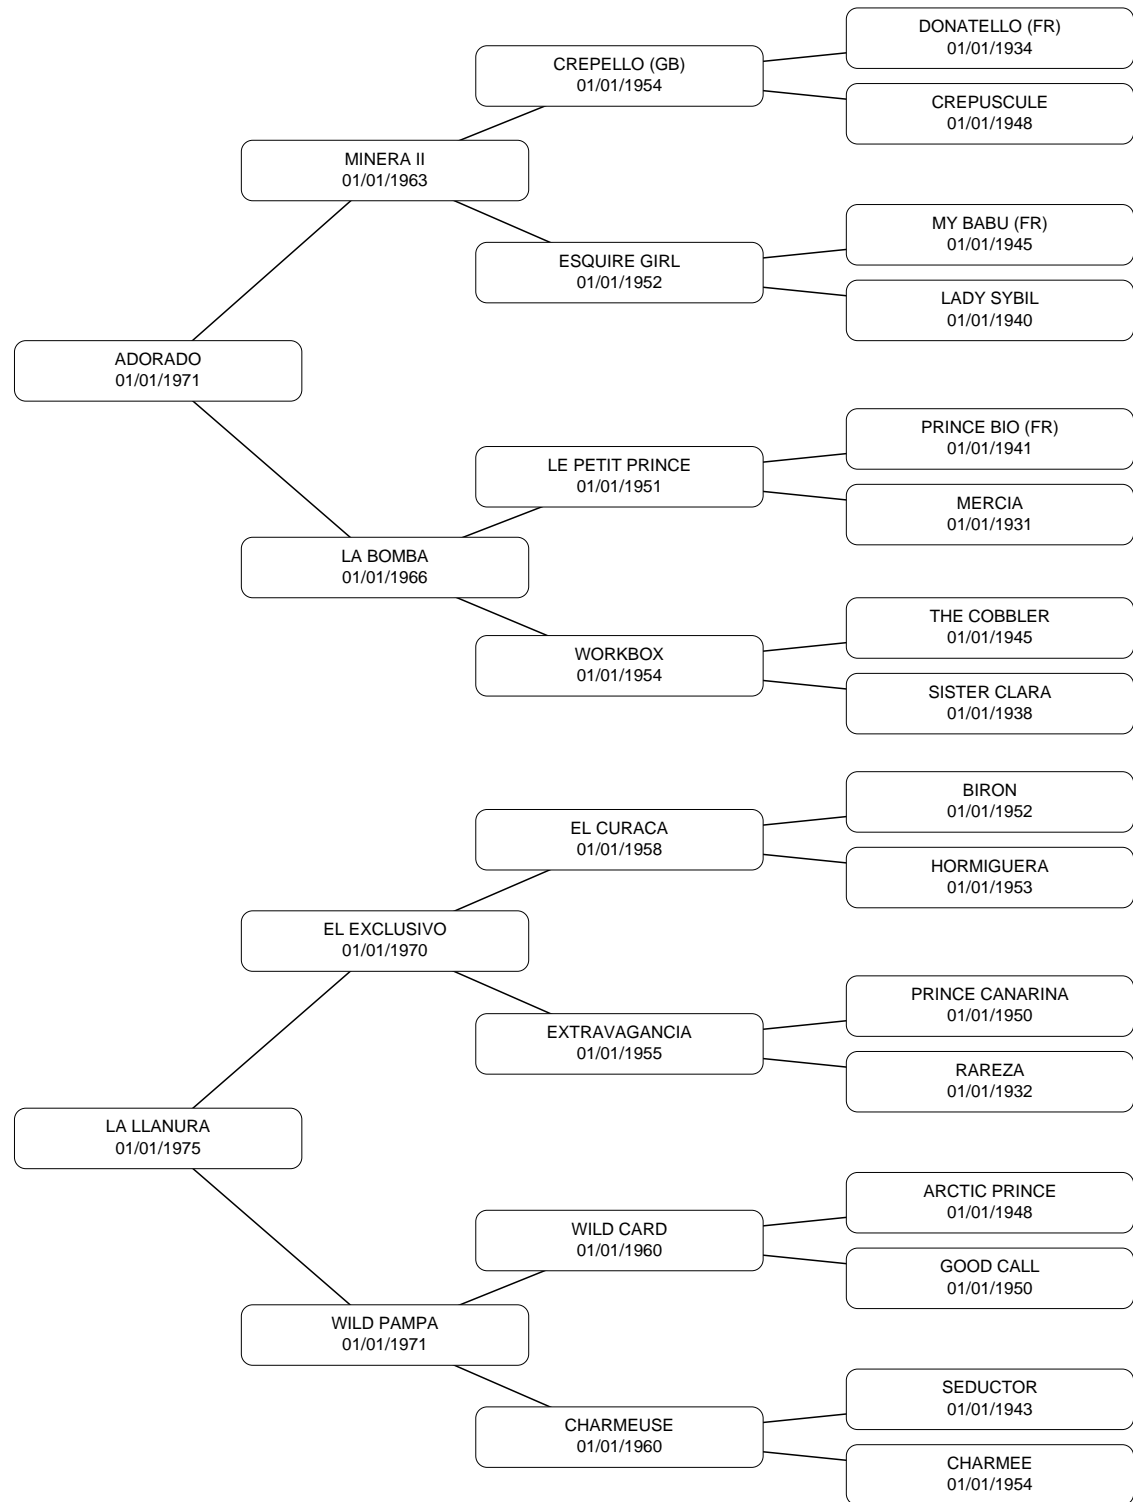 DONATELLO (FR)
01/01/1934
CREPELLO (GB)
01/01/1954
CREPUSCULE
01/01/1948
MINERA II
01/01/1963
MY BABU (FR)
01/01/1945
ESQUIRE GIRL
01/01/1952
LADY SYBIL
01/01/1940
ADORADO
01/01/1971
PRINCE BIO (FR)
01/01/1941
LE PETIT PRINCE
01/01/1951
MERCIA
01/01/1931
LA BOMBA
01/01/1966
THE COBBLER
01/01/1945
WORKBOX
01/01/1954
SISTER CLARA
01/01/1938
BIRON
01/01/1952
EL CURACA
01/01/1958
HORMIGUERA
01/01/1953
EL EXCLUSIVO
01/01/1970
PRINCE CANARINA
01/01/1950
EXTRAVAGANCIA
01/01/1955
RAREZA
01/01/1932
LA LLANURA
01/01/1975
ARCTIC PRINCE
01/01/1948
WILD CARD
01/01/1960
GOOD CALL
01/01/1950
WILD PAMPA
01/01/1971
SEDUCTOR
01/01/1943
CHARMEUSE
01/01/1960
CHARMEE
01/01/1954